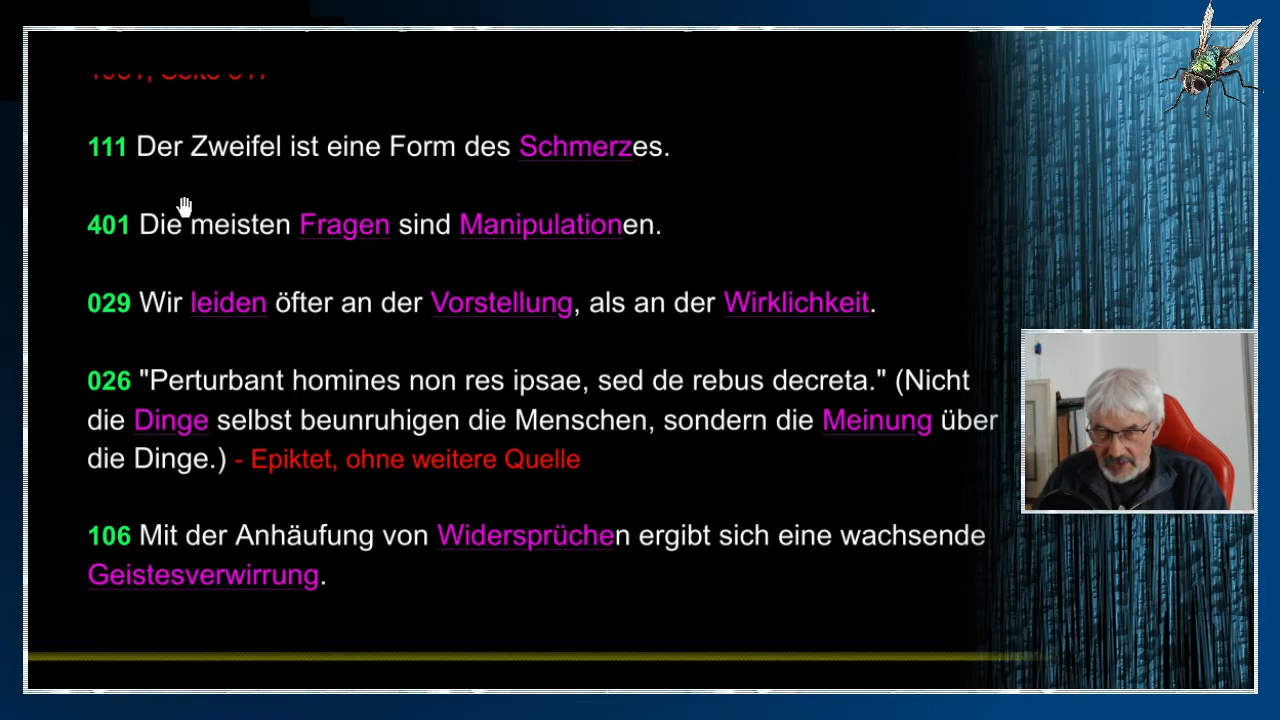 111 Der Zweifel ist eine Form des Schmerzes.
401 Die meisten Fragen sind Manipulationen.
029 Wir leiden öfter an der Vorstellung, als an der Wirklichkeit.
026 "Perturbant homines non res ipsae, sed de rebus decreta." (Nicht
die Dinge selbst beunruhigen die Menschen, sondern die Meinung über
die Dinge.) - Epiktet, ohne weitere Quelle
106 Mit der Anhäufung von Widersprüchen ergibt sich eine wachsende
Geistesverwirrung.